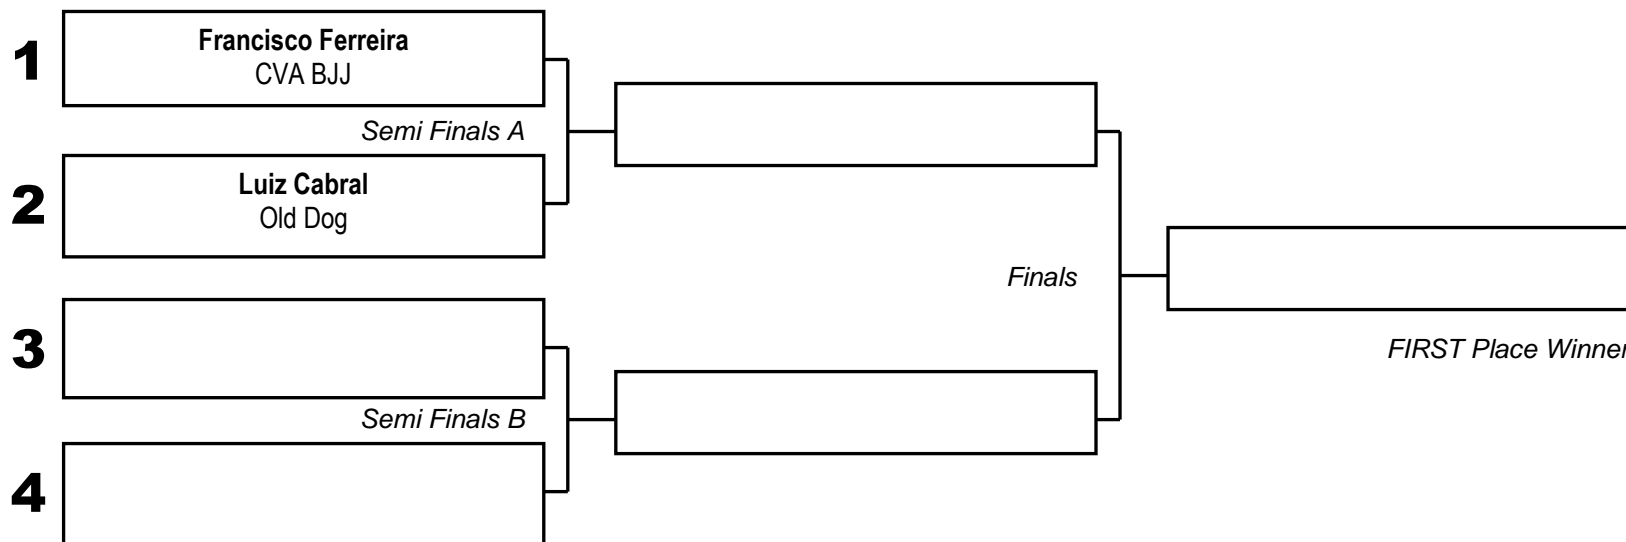 1
Francisco Ferreira
CVA BJJ
Semi Finals A
2
Luiz Cabral
Old Dog
Finals
3
FIRST Place Winner
Semi Finals B
4